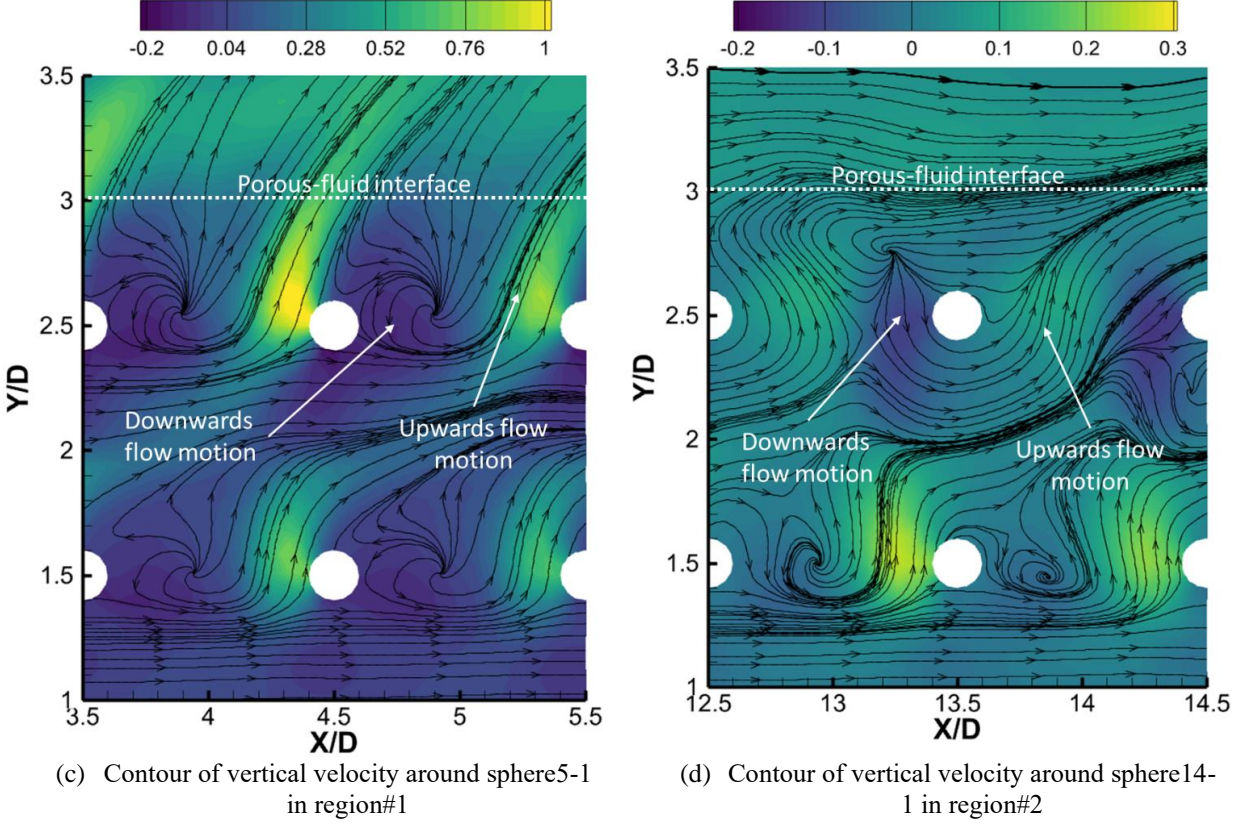 -0.2 0.04 0.28 0.52 0.76 1
-0.2 -0.1 0 0.1 0.2 0.3
3.5
3
2.5
2
1.5
1
Y/D
Porous-fluid interface
Downwards
flow motion
Upwards flow
motion
3.5 4 4.5 5 5.5
X/D
3.5
3
2.5
2
1.5
1
Y/D
Porous-fluid interface
Downwards
flow motion
Upwards flow
motion
12.5 13 13.5 14 14.5
X/D
(c) Contour of vertical velocity around sphere5-1
in region#1
(d) Contour of vertical velocity around sphere14-
1 in region#2